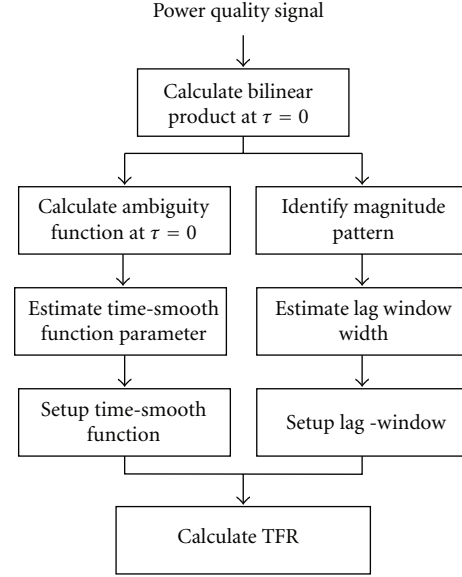 Power quality signal
Calculate bilinear
product at τ = 0
Calculate ambiguity
function at τ = 0
Identify magnitude
pattern
Estimate time-smooth
function parameter
Estimate lag window
width
Setup time-smooth
function
Setup lag -window
Calculate TFR